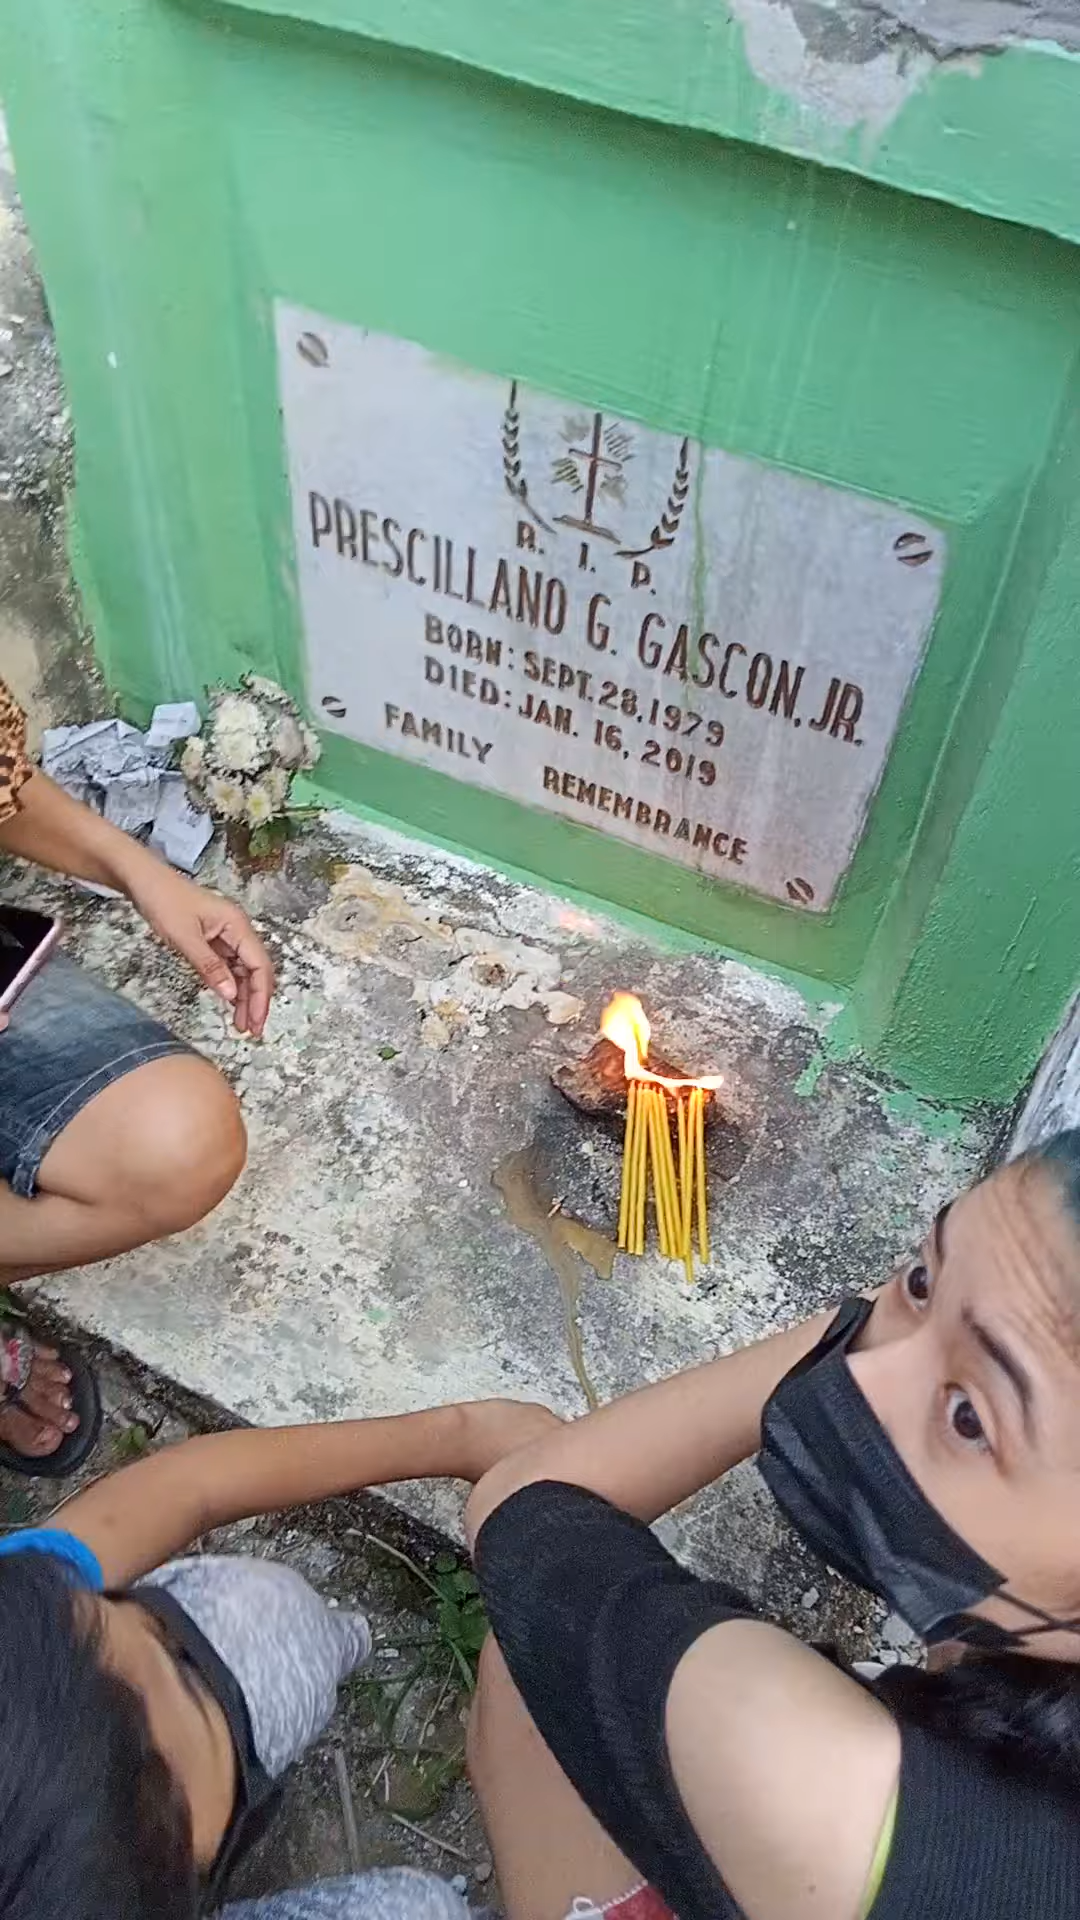 R. I. P.
PRESCILLANO G. GASCON, JR.
BORN: SEPT. 28, 1979
DIED: JAN. 16, 2019
FAMILY REMEMBRANCE